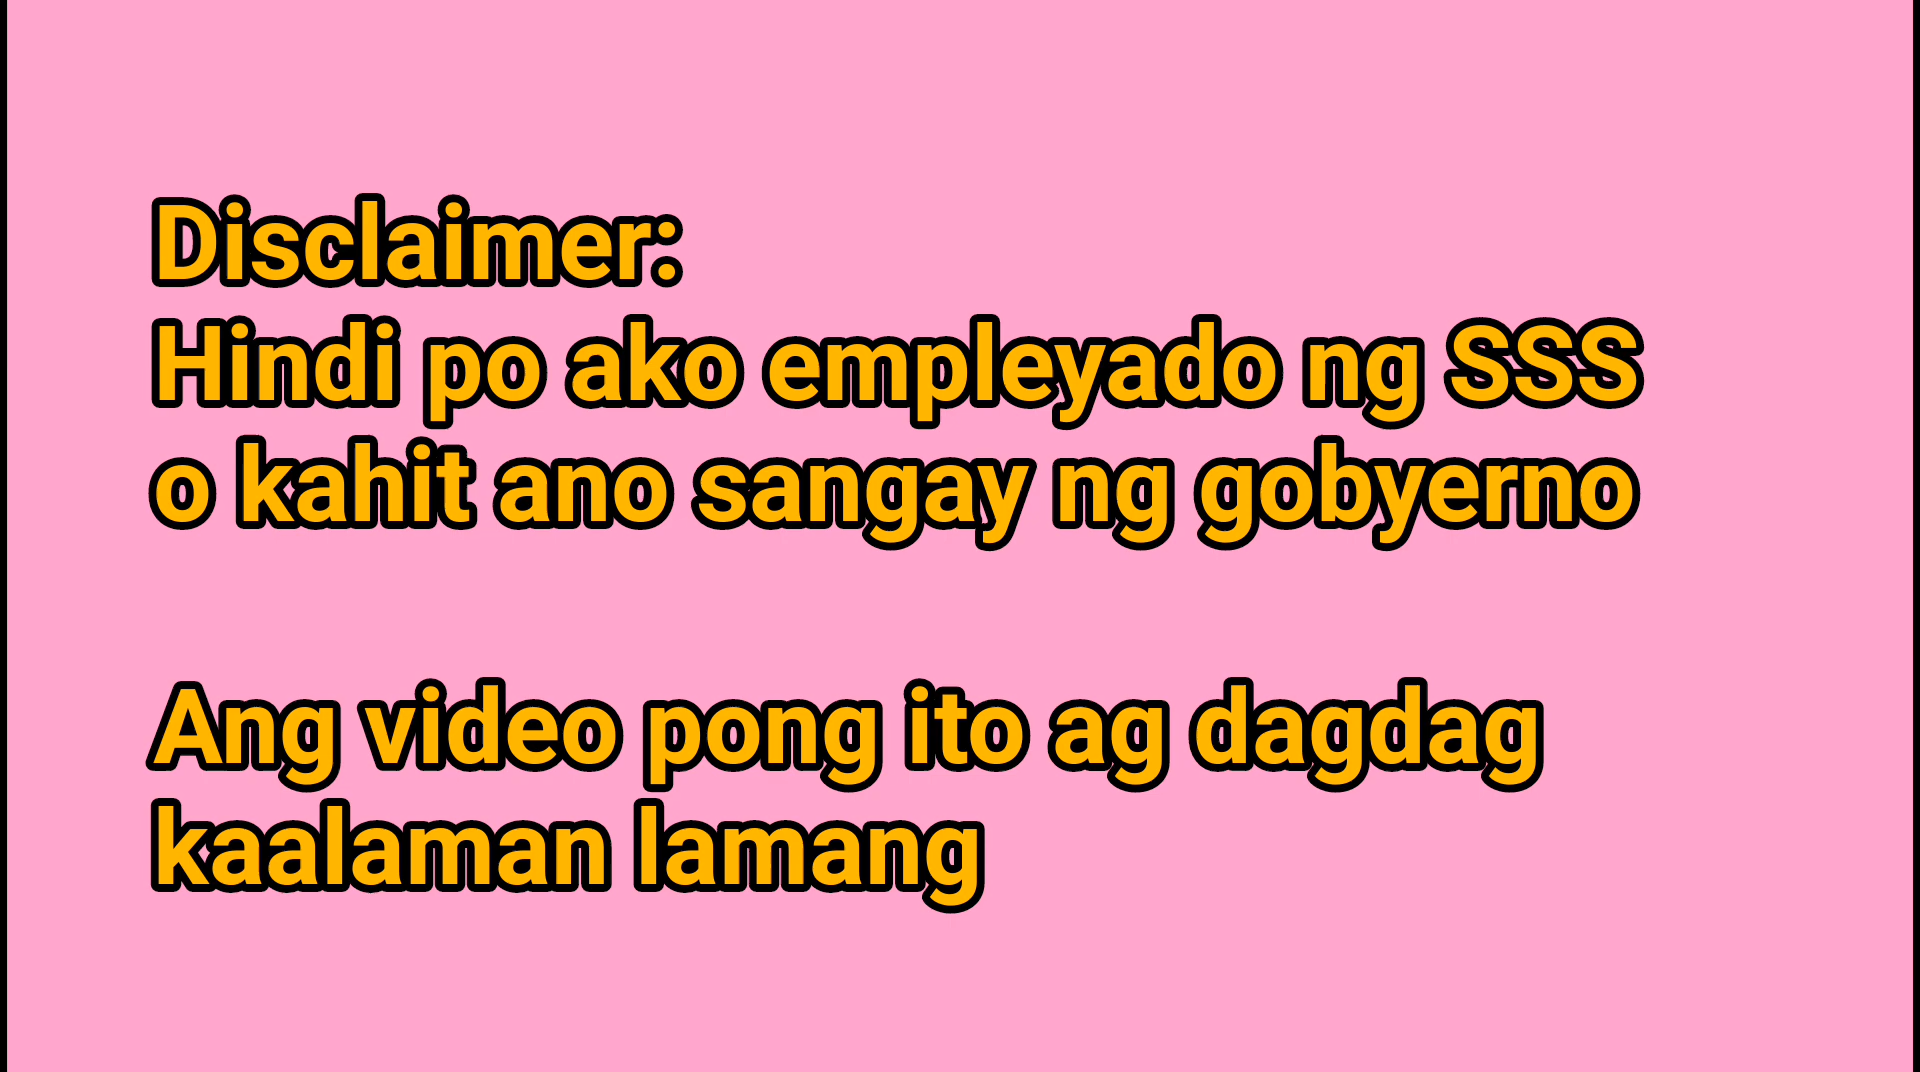 Disclaimer:
Hindi po ako empleyado ng SSS
o kahit ano sangay ng gobyerno
Ang video pong ito ag dagdag
kaalaman lamang